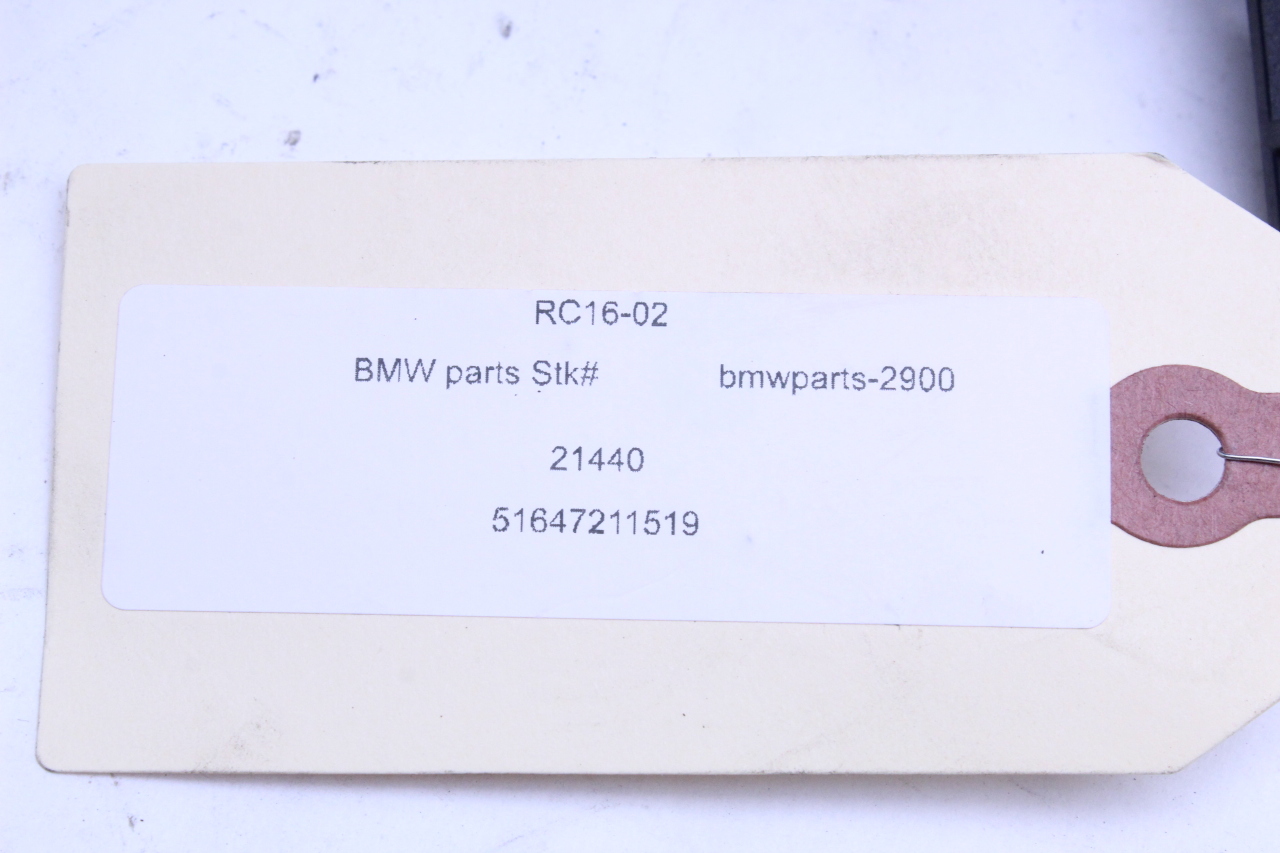 RC16-02
BMW parts Stk# bmwparts-2900
21440
51647211519